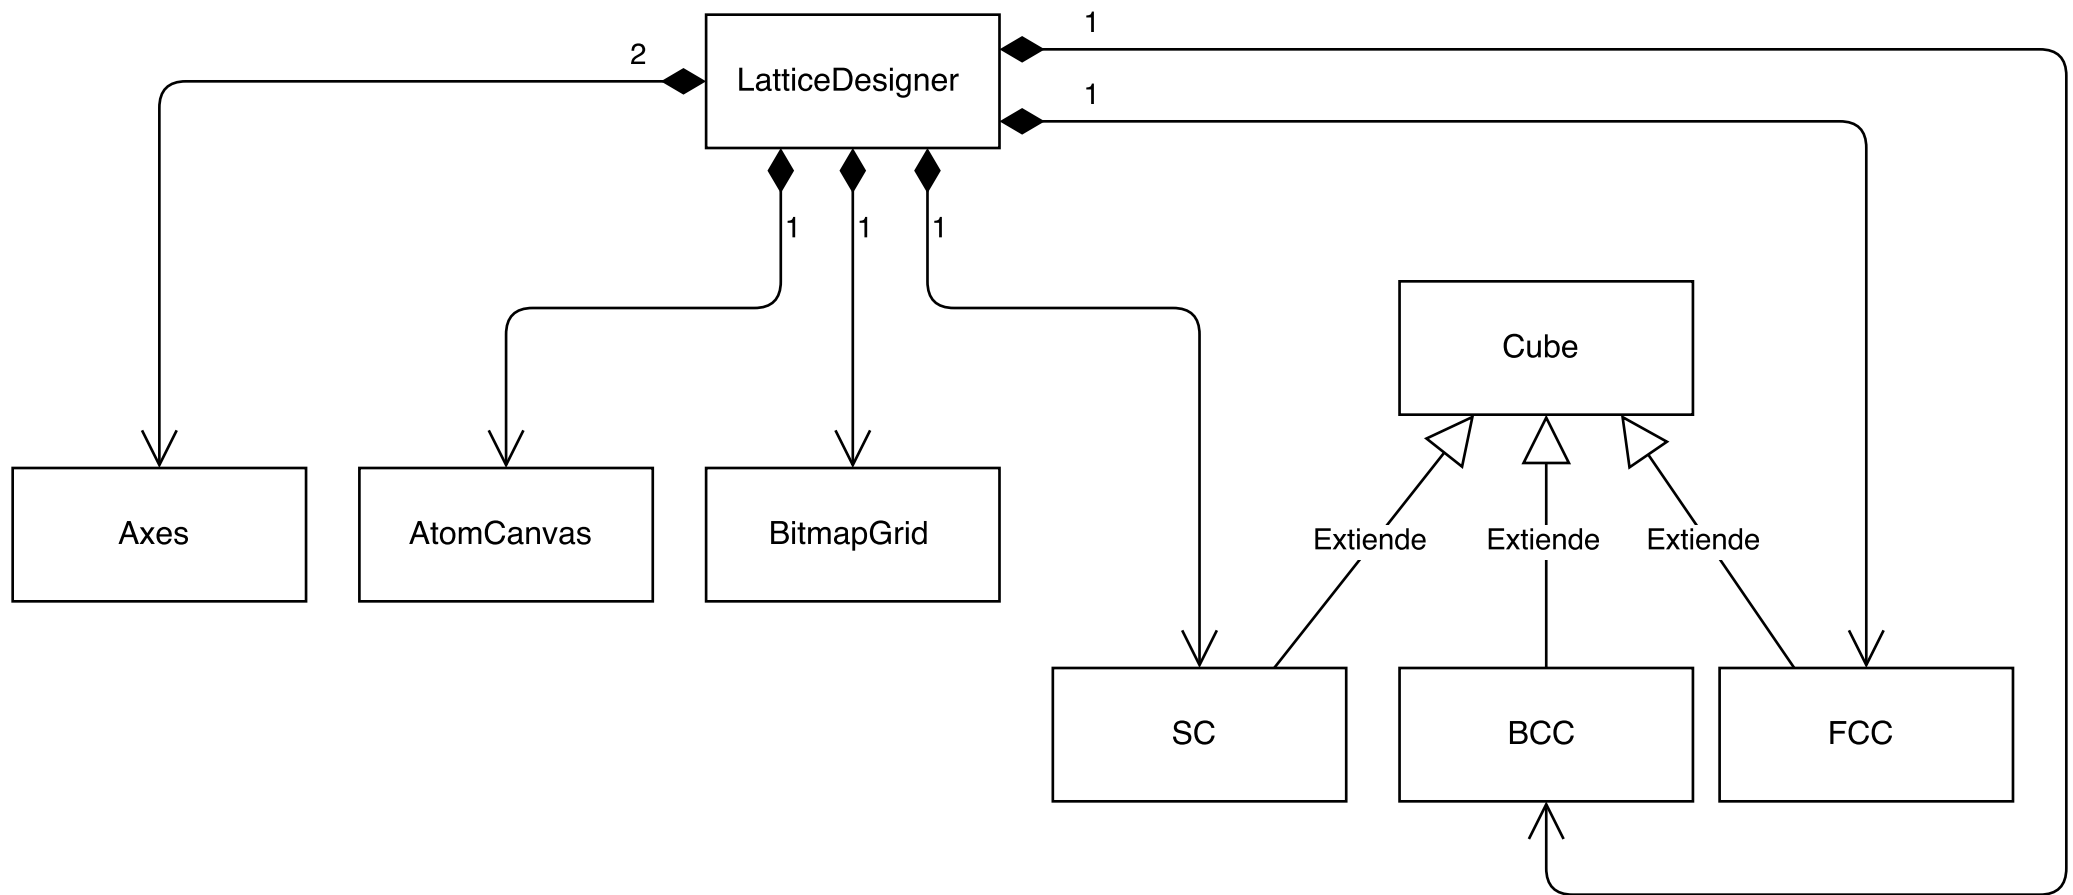 1
2
LatticeDesigner
1
1
1
1
Cube
Axes
AtomCanvas
BitmapGrid
Extiende
Extiende
Extiende
SC
BCC
FCC